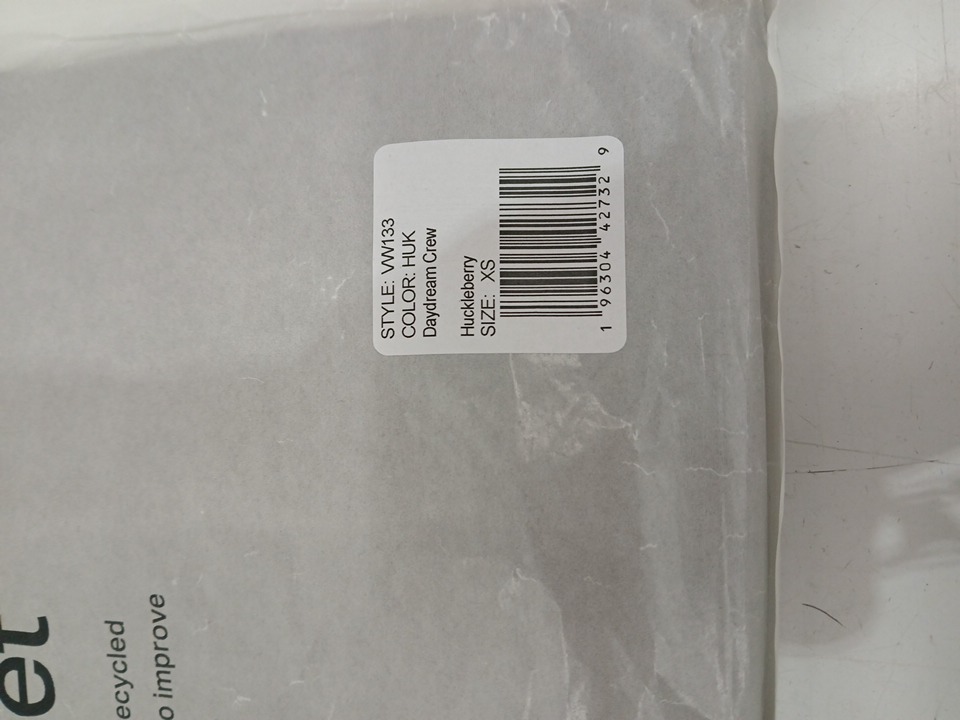 STYLE: VW133
COLOR: HUK
Daydream Crew
Huckleberry
SIZE: XS
1 96304 42732 9
et
ecycled
o improve